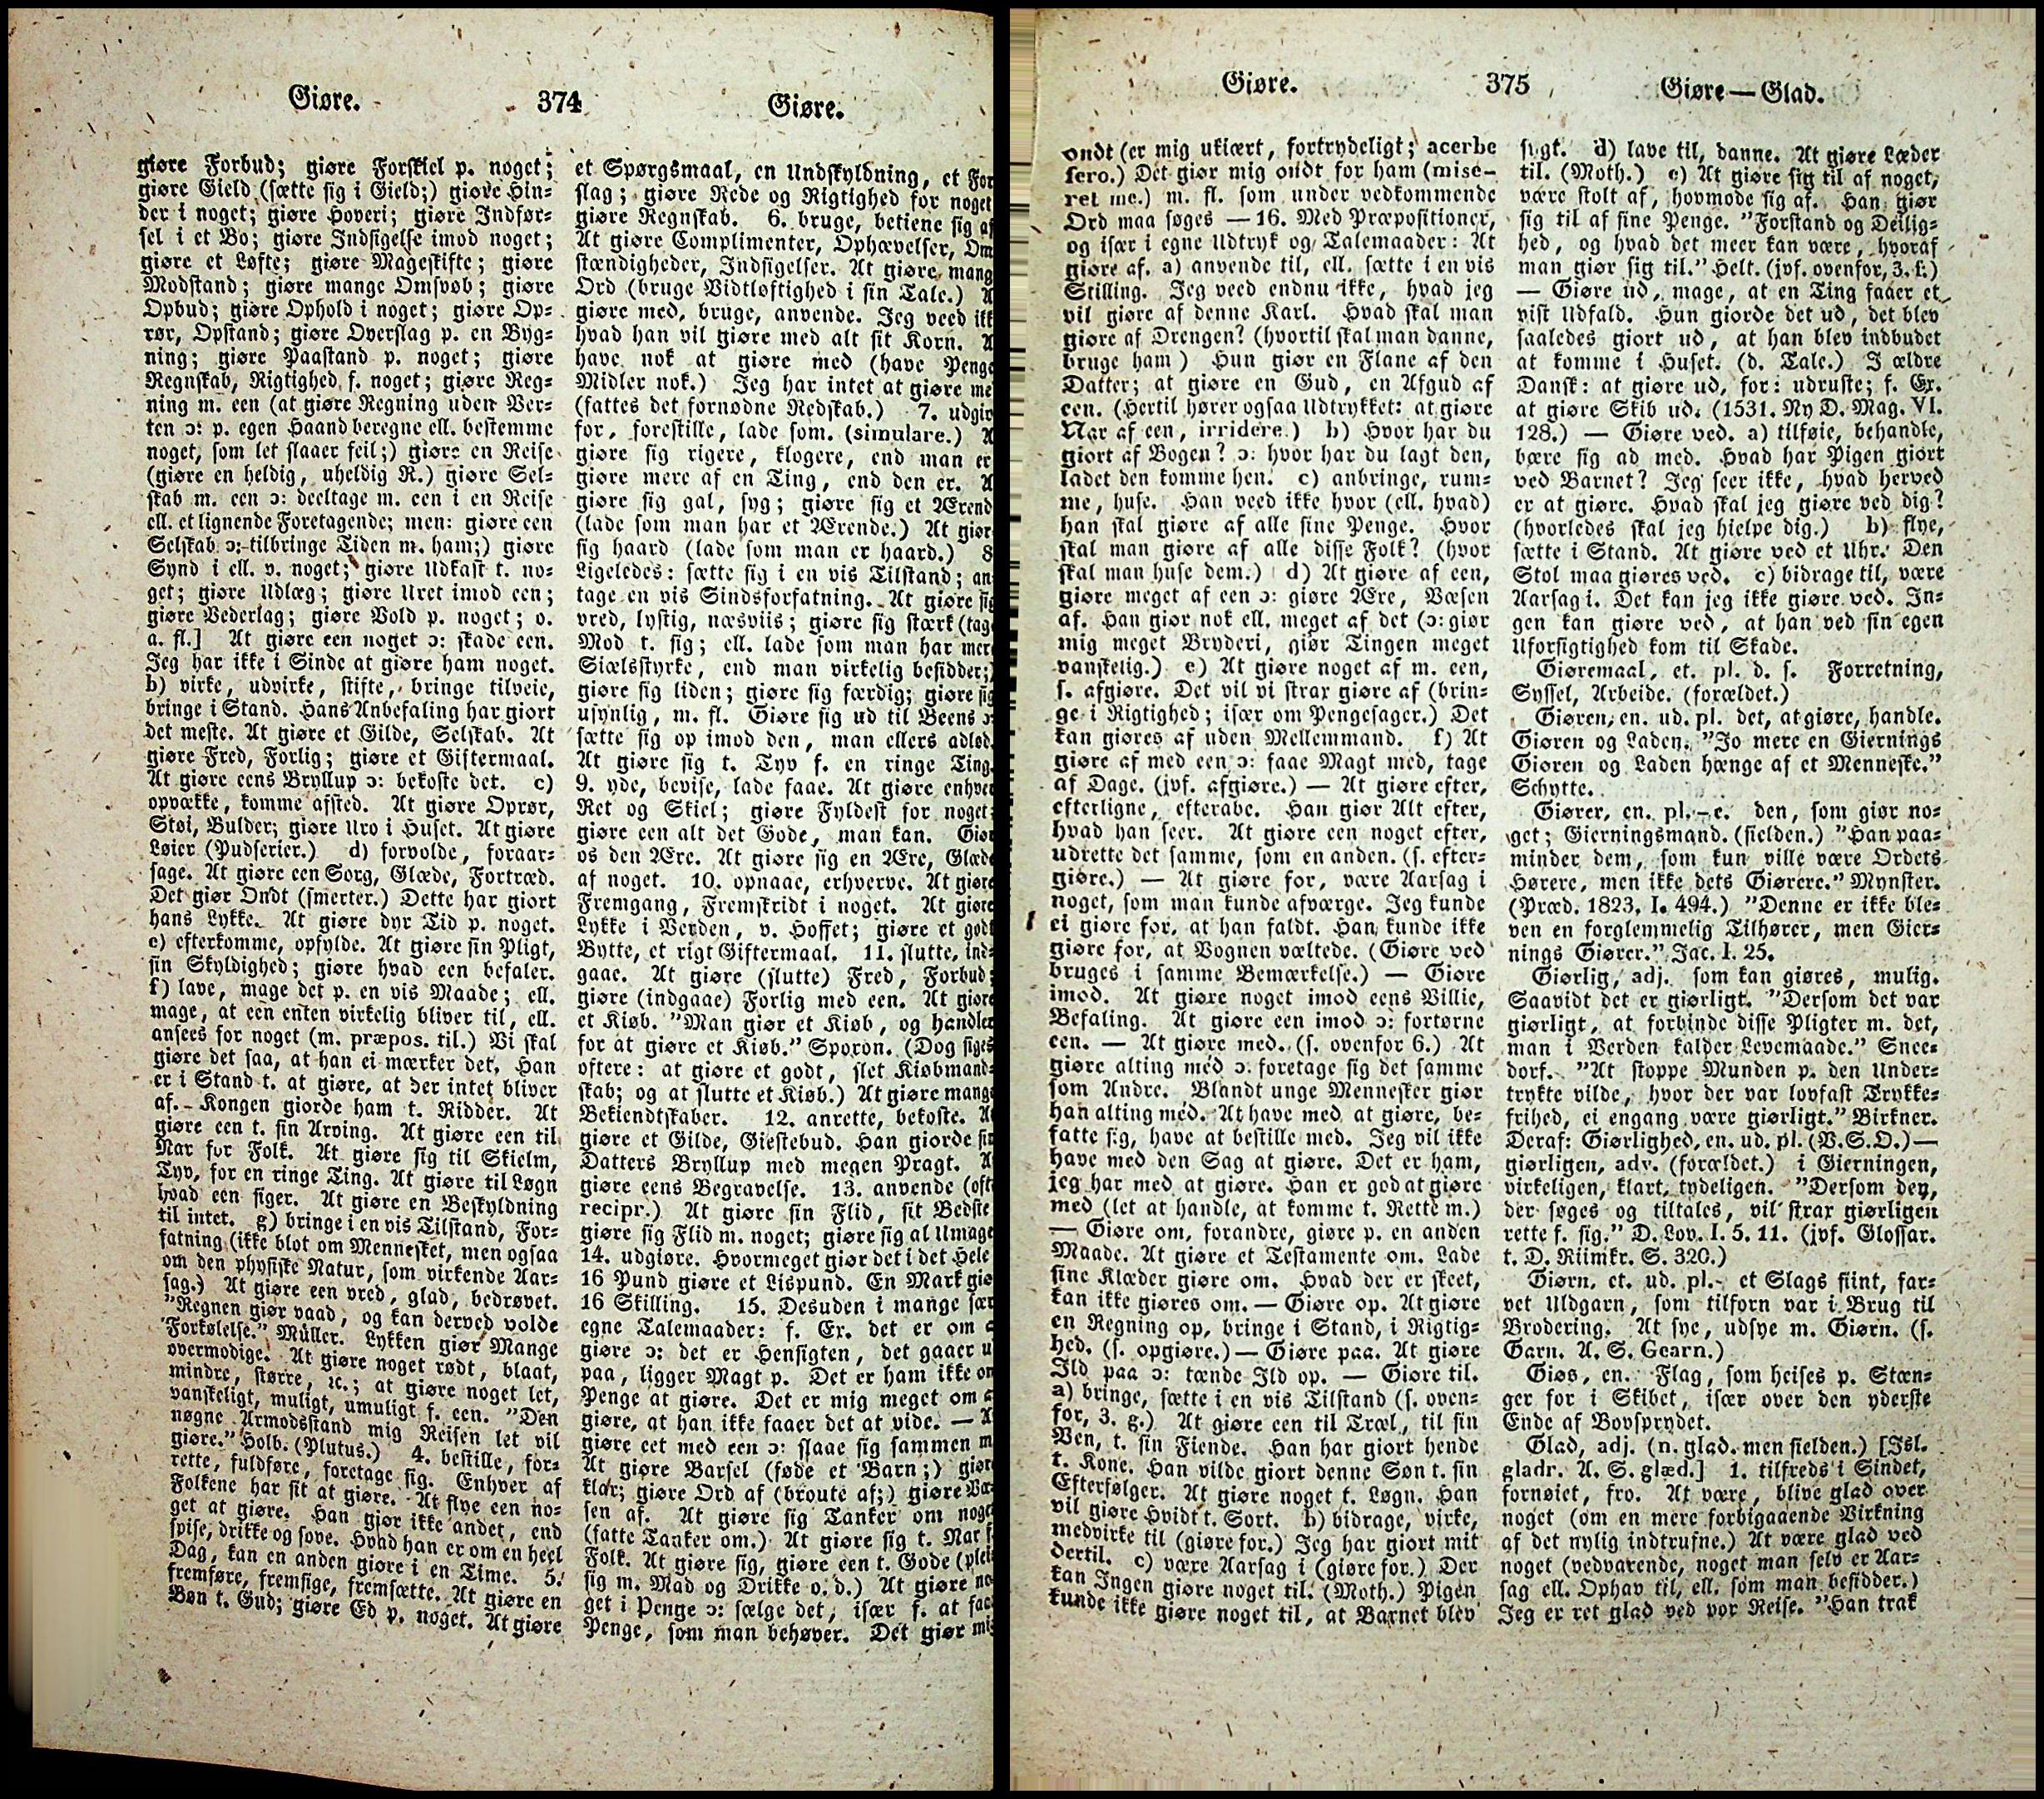 Giøre. 374 Giøre.
giøre Forbud; giøre Forskiel p. noget;
giøre Gield (sætte sig i Gield;) giøre Hin-
der i noget; giøre Hoveri; giøre Indfør-
sel i et Bo; giøre Indsigelse imod noget;
giøre et Løfte; giøre Mageskifte; giøre
Modstand; giøre mange Omsvøb; giøre
Opbud; giøre Ophold i noget; giøre Op-
rør, Opstand; giøre Overslag p. en Byg-
ning; giøre Paastand p. noget; giøre
Regnskab, Rigtighed f. noget; giøre Reg-
ning m. een (at giøre Regning uden Ver-
ten ɔ: p. egen Haand beregne ell. bestemme
noget, som let slaaer feil;) giøre en Reise
(giøre en heldig, uheldig R.) giøre Sel-
skab m. een ɔ: deeltage m. een i en Reise
ell. et lignende Foretagende; men: giøre een
Selskab ɔ: tilbringe Tiden m. ham;) giøre
Synd i ell. v. noget; giøre Udkast t. no-
get; giøre Udlæg; giøre Uret imod een;
giøre Vederlag; giøre Vold p. noget; o.
a. fl.] At giøre een noget ɔ: skade een.
Jeg har ikke i Sinde at giøre ham noget.
b) virke, udvirke, stifte, bringe tilveie,
bringe i Stand. Hans Anbefaling har giort
det meste. At giøre et Gilde, Selskab. At
giøre Fred, Forlig; giøre et Giftermaal.
At giøre eens Bryllup ɔ: bekoste det. c)
opvække, komme afsted. At giøre Oprør,
Støi, Bulder; giøre Uro i Huset. At giøre
Løier (Pudserier.) d) forvolde, foraar-
sage. At giøre een Sorg, Glæde, Fortræd.
Det giør Ondt (smerter.) Dette har giort
hans Lykke. At giøre dyr Tid p. noget.
e) efterkomme, opfylde. At giøre sin Pligt,
sin Skyldighed; giøre hvad een befaler.
f) lave, mage det p. en vis Maade; ell.
mage, at een enten virkelig bliver til, ell.
ansees for noget (m. præpos. til.) Vi skal
giøre det saa, at han ei mærker det. Han
er i Stand t. at giøre, at der intet bliver
af. - Kongen giorde ham t. Ridder. At
giøre een t. sin Arving. At giøre een til
Nar for Folk. At giøre sig til Skielm,
Tyv, for en ringe Ting. At giøre til Løgn
hvad een siger. At giøre en Beskyldning
til intet. g) bringe i en vis Tilstand, For-
fatning (ikke blot om Mennesket, men ogsaa
om den physiske Natur, som virkende Aar-
sag.) At giøre een vred, glad, bedrøvet.
"Regnen giør vaad, og kan derved volde
Forkølelse." Müller. Lykken giør Mange
overmodige. At giøre noget rødt, blaat,
mindre, større, ꝛc.; at giøre noget let,
vanskeligt, muligt, umuligt f. een. "Den
nøgne Armodsstand mig Reisen let vil
giøre." Holb. (Plutus.) 4. bestille, for-
rette, fuldføre, foretage sig. Enhver af
Folkene har sit at giøre. At flye een no-
get at giøre. Han giør ikke andet, end
spise, drikke og sove. Hvad han er om en heel
Dag, kan en anden giøre i en Time. 5.
fremføre, fremsige, fremsætte. At giøre en
Bøn t. Gud; giøre Ed p. noget. At giøre
et Spørgsmaal, en Undskyldning, et For
slag; giøre Rede og Rigtighed for noget
giøre Regnskab. 6. bruge, betiene sig af
At giøre Complimenter, Ophævelser, Om
stændigheder, Indsigelser. At giøre mang
Ord (bruge Vidtløftighed i sin Tale.) A
giøre med, bruge, anvende. Jeg veed ikk
hvad han vil giøre med alt sit Korn. A
have nok at giøre med (have Penge
Midler nok.) Jeg har intet at giøre me
(fattes det fornødne Redskab.) 7. udgiv
for, forestille, lade som. (simulare.) A
giøre sig rigere, klogere, end man er
giøre mere af en Ting, end den er. A
giøre sig gal, syg; giøre sig et Ærend
(lade som man har et Ærende.) At giør
sig haard (lade som man er haard.) 8
Ligeledes: sætte sig i en vis Tilstand; an-
tage en vis Sindsforfatning. At giøre sig
vred, lystig, næsviis; giøre sig stærk (tag
Mod t. sig; ell. lade som man har mere
Siælsstyrke, end man virkelig besidder;)
giøre sig liden; giøre sig færdig; giøre sig
usynlig, m. fl. Giøre sig ud til Beens ɔ:
sætte sig op imod den, man ellers adlød.
At giøre sig t. Tyv f. en ringe Ting.
9. yde, bevise, lade faae. At giøre enhver
Ret og Skiel; giøre Fyldest for noget;
giøre een alt det Gode, man kan. Giør
os den Ære. At giøre sig en Ære, Glæde
af noget. 10. opnaae, erhverve. At giøre
Fremgang, Fremskridt i noget. At giøre
Lykke i Verden, v. Hoffet; giøre et godt
Bytte, et rigt Giftermaal. 11. slutte, ind-
gaae. At giøre (slutte) Fred, Forbud;
giøre (indgaae) Forlig med een. At giøre
et Kiøb. "Man giør et Kiøb, og handler
for at giøre et Kiøb." Sporon. (Dog siges
oftere: at giøre et godt, slet Kiøbmand-
skab; og at slutte et Kiøb.) At giøre mange
Bekiendtskaber. 12. anrette, bekoste. At
giøre et Gilde, Giestebud. Han giorde sin
Datters Bryllup med megen Pragt. A
giøre eens Begravelse. 13. anvende (oft
recipr.) At giøre sin Flid, sit Bedste
giøre sig Flid m. noget; giøre sig al Umage
14. udgiøre. Hvormeget giør det i det Hele
16 Pund giøre et Lispund. En Mark giø
16 Skilling. 15. Desuden i mange sær
egne Talemaader: f. Ex. det er om a
giøre ɔ: det er Hensigten, det gaaer u
paa, ligger Magt p. Det er ham ikke om
Penge at giøre. Det er mig meget om a
giøre, at han ikke faaer det at vide. — A
giøre eet med een ɔ: slaae sig sammen m
At giøre Barsel (føde et Barn;) giør
klar; giøre Ord af (broute af;) giøre Væ-
sen af. At giøre sig Tanker om noget
(fatte Tanker om.) At giøre sig t. Nar f
Folk. At giøre sig, giøre een t. Gode (pleie
sig m. Mad og Drikke o. d.) At giøre no-
get i Penge ɔ: sælge det, især f. at faae
Penge, som man behøver. Det giør mig
Giøre. 375 Giøre — Glad.
ondt (er mig ukiært, fortrydeligt; acerbe
fero.) Det giør mig ondt for ham (mise-
ret me.) m. fl. som under vedkommende
Ord maa søges — 16. Med Præpositioner,
og især i egne Udtryk og Talemaader: At
giøre af. a) anvende til, ell. sætte i en vis
Stilling. Jeg veed endnu ikke, hvad jeg
vil giøre af denne Karl. Hvad skal man
giøre af Drengen? (hvortil skal man danne,
bruge ham) Hun giør en Flane af den
Datter; at giøre en Gud, en Afgud af
een. (Hertil hører ogsaa Udtrykket: at giøre
Nar af een, irridere.) b) Hvor har du
giort af Bogen? ɔ: hvor har du lagt den,
ladet den komme hen. c) anbringe, rum-
me, huse. Han veed ikke hvor (ell. hvad)
han skal giøre af alle sine Penge. Hvor
skal man giøre af alle disse Folk? (hvor
skal man huse dem.) d) At giøre af een,
giøre meget af een ɔ: giøre Ære, Væsen
af. Han giør nok ell. meget af det (ɔ: giør
mig meget Bryderi, giør Tingen meget
vanskelig.) e) At giøre noget af m. een,
s. afgiøre. Det vil vi strax giøre af (brin-
ge i Rigtighed; især om Pengesager.) Det
kan giøres af uden Mellemmand. f) At
giøre af med een ɔ: faae Magt med, tage
af Dage. (jvf. afgiøre.) — At giøre efter,
efterligne, efterabe. Han giør Alt efter,
hvad han seer. At giøre een noget efter,
udrette det samme, som en anden. (s. efter-
giøre.) — At giøre for, være Aarsag i
noget, som man kunde afværge. Jeg kunde
ei giøre for, at han faldt. Han kunde ikke
giøre for, at Vognen væltede. (Giøre ved
bruges i samme Bemærkelse.) — Giøre
imod. At giøre noget imod eens Villie,
Befaling. At giøre een imod ɔ: fortørne
een. — At giøre med. (s. ovenfor 6.) At
giøre alting med ɔ. foretage sig det samme
som Andre. Blandt unge Mennesker giør
han alting med. At have med at giøre, be-
fatte sig, have at bestille med. Jeg vil ikke
have med den Sag at giøre. Det er ham,
jeg har med at giøre. Han er god at giøre
med (let at handle, at komme t. Rette m.)
— Giøre om, forandre, giøre p. en anden
Maade. At giøre et Testamente om. Lade
sine Klæder giøre om. Hvad der er skeet,
kan ikke giøres om. — Giøre op. At giøre
en Regning op, bringe i Stand, i Rigtig-
hed. (s. opgiøre.) — Giøre paa. At giøre
Ild paa ɔ: tænde Ild op. — Giøre til.
a) bringe, sætte i en vis Tilstand (s. oven-
for, 3. g.) At giøre een til Træl, til sin
Ven, t. sin Fiende. Han har giort hende
t. Kone. Han vilde giort denne Søn t. sin
Efterfølger. At giøre noget t. Løgn. Han
vil giøre Hvidt t. Sort. b) bidrage, virke,
medvirke til (giøre for.) Jeg har giort mit
dertil. c) være Aarsag i (giøre for.) Der
kan Ingen giøre noget til. (Moth.) Pigen
kunde ikke giøre noget til, at Barnet blev
sygt. d) lave til, danne. At giøre Læder
til. (Moth.) e) At giøre sig til af noget,
være stolt af, hovmode sig af. Han giør
sig til af sine Penge. "Forstand og Deilig-
hed, og hvad det meer kan være, hvoraf
man giør sig til." Helt. (jvf. ovenfor, 3. f.)
— Giøre ud, mage, at en Ting faaer et
vist Udfald. Hun giorde det ud, det blev
saaledes giort ud, at han blev indbudet
at komme i Huset. (d. Tale.) I ældre
Dansk: at giøre ud, for: udruste; f. Ex.
at giøre Skib ud. (1531. Ny D. Mag. VI.
128.) — Giøre ved. a) tilføie, behandle,
bære sig ad med. Hvad har Pigen giort
ved Barnet? Jeg seer ikke, hvad herved
er at giøre. Hvad skal jeg giøre ved dig?
(hvorledes skal jeg hielpe dig.) b) flye,
sætte i Stand. At giøre ved et Uhr. Den
Stol maa giøres ved. c) bidrage til, være
Aarsag i. Det kan jeg ikke giøre ved. In-
gen kan giøre ved, at han ved sin egen
Uforsigtighed kom til Skade.
Giøremaal, et. pl. d. s. Forretning,
Syssel, Arbeide. (forældet.)
Giøren, en. ud. pl. det, at giøre, handle.
Giøren og Laden. "Jo mere en Giernings
Giøren og Laden hænge af et Menneske."
Schytte.
Giører, en. pl. -e. den, som giør no-
get; Gierningsmand. (sielden.) "Han paa-
minder dem, som kun ville være Ordets
Hørere, men ikke dets Giørere." Mynster.
(Præd. 1823. I. 494.) "Denne er ikke ble-
ven en forglemmelig Tilhører, men Gier-
nings Giører." Jac. I. 25.
Giørlig, adj. som kan giøres, mulig.
Saavidt det er giørligt. "Dersom det var
giørligt, at forbinde disse Pligter m. det,
man i Verden kalder Levemaade." Snee-
dorf. "At stoppe Munden p. den Under-
trykte vilde, hvor der var lovfast Trykke-
frihed, ei engang være giørligt." Birkner.
Deraf: Giørlighed, en. ud. pl. (V.S.O.) —
giørligen, adv. (forældet.) i Gierningen,
virkeligen, klart, tydeligen. "Dersom den,
der søges og tiltales, vil strax giørligen
rette f. sig." D. Lov. I. 5. 11. (jvf. Glossar.
t. D. Riimkr. S. 320.)
Giørn, et. ud. pl. et Slags fiint, far-
vet Uldgarn, som tilforn var i Brug til
Brodering. At sye, udsye m. Giørn. (s.
Garn. A. S. Gearn.)
Giøs, en. Flag, som heises p. Stæn-
ger for i Skibet, især over den yderste
Ende af Bovsprydet.
Glad, adj. (n. glad. men sielden.) [Isl.
gladr. A. S. glæd.] 1. tilfreds i Sindet,
fornøiet, fro. At være, blive glad over
noget (om en mere forbigaaende Virkning
af det nylig indtrufne.) At være glad ved
noget (vedvarende, noget man selv er Aar-
sag ell. Ophav til, ell. som man besidder.)
Jeg er ret glad ved vor Reise. "Han trak